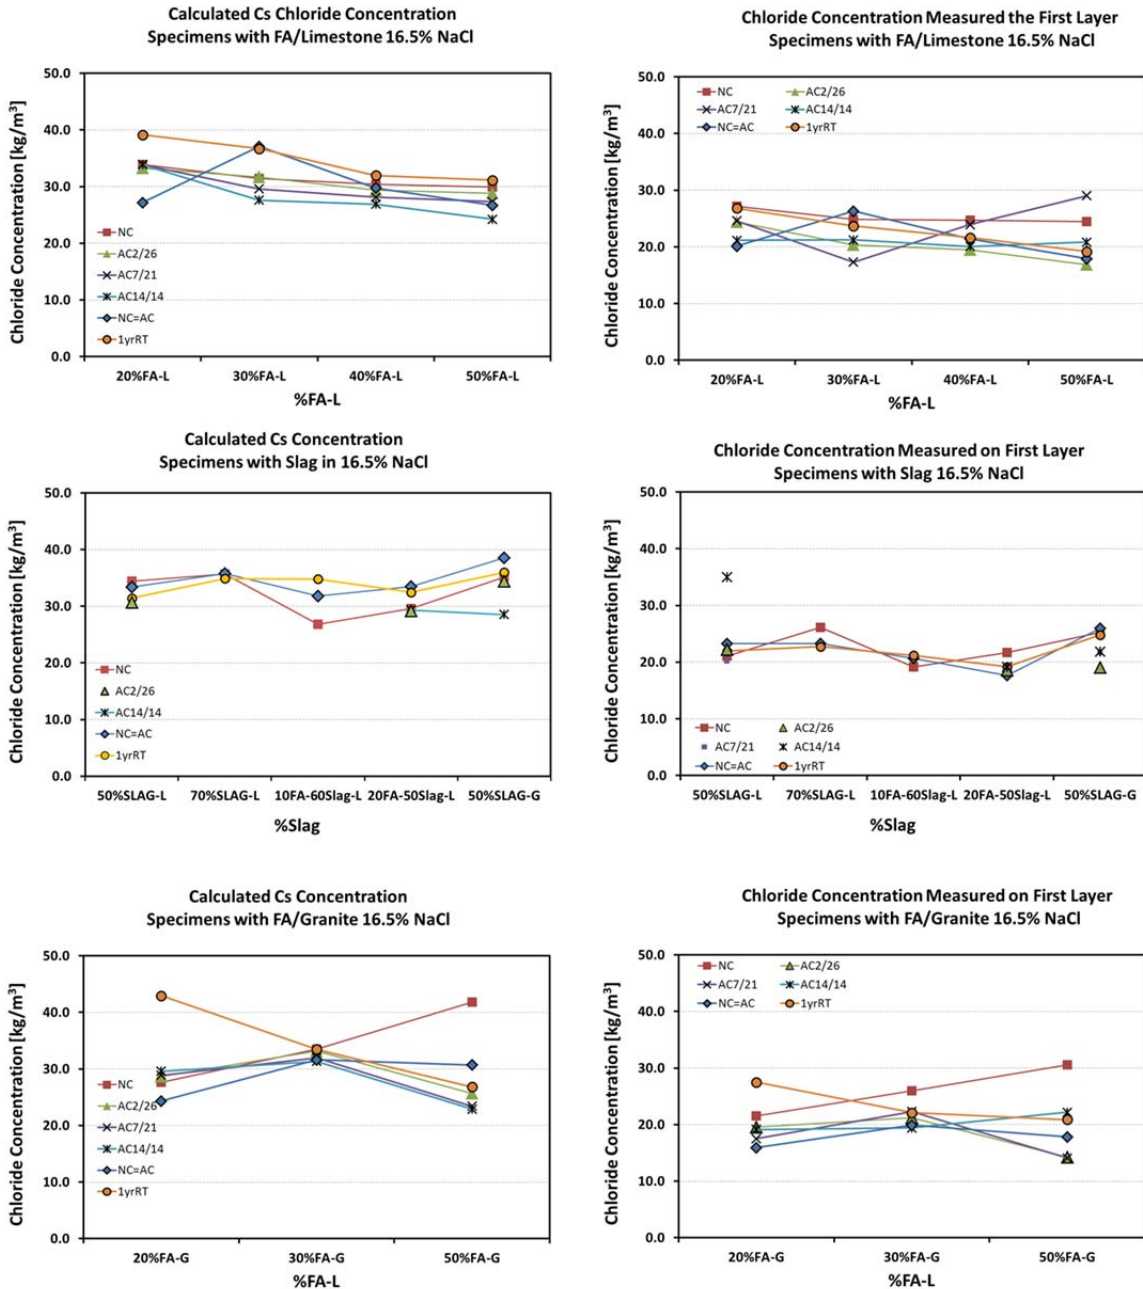 Calculated Cs Chloride Concentration
Specimens with FA/Limestone 16.5% NaCl
Chloride Concentration [kg/m³]
50.0
40.0
30.0
20.0
10.0
0.0
NC
AC2/26
AC7/21
AC14/14
NC=AC
1yrRT
20%FA-L 30%FA-L 40%FA-L 50%FA-L
%FA-L
Chloride Concentration Measured the First Layer
Specimens with FA/Limestone 16.5% NaCl
Chloride Concentration [kg/m³]
50.0
40.0
30.0
20.0
10.0
0.0
NC AC2/26
AC7/21 AC14/14
NC=AC 1yrRT
20%FA-L 30%FA-L 40%FA-L 50%FA-L
%FA-L
Calculated Cs Concentration
Specimens with Slag in 16.5% NaCl
Chloride Concentration [kg/m³]
50.0
40.0
30.0
20.0
10.0
0.0
NC
AC2/26
AC14/14
NC=AC
1yrRT
50%SLAG-L 70%SLAG-L 10FA-60Slag-L 20FA-50Slag-L 50%SLAG-G
%Slag
Chloride Concentration Measured on First Layer
Specimens with Slag 16.5% NaCl
Chloride Concentration [kg/m³]
50.0
40.0
30.0
20.0
10.0
0.0
NC AC2/26
AC7/21 AC14/14
NC=AC 1yrRT
50%SLAG-L 70%SLAG-L 10FA-60Slag-L 20FA-50Slag-L 50%SLAG-G
%Slag
Calculated Cs Concentration
Specimens with FA/Granite 16.5% NaCl
Chloride Concentration [kg/m³]
50.0
40.0
30.0
20.0
10.0
0.0
NC
AC2/26
AC7/21
AC14/14
NC=AC
1yrRT
20%FA-G 30%FA-G 50%FA-G
%FA-L
Chloride Concentration Measured on First Layer
Specimens with FA/Granite 16.5% NaCl
Chloride Concentration [kg/m³]
50.0
40.0
30.0
20.0
10.0
0.0
NC AC2/26
AC7/21 AC14/14
NC=AC 1yrRT
20%FA-G 30%FA-G 50%FA-G
%FA-L